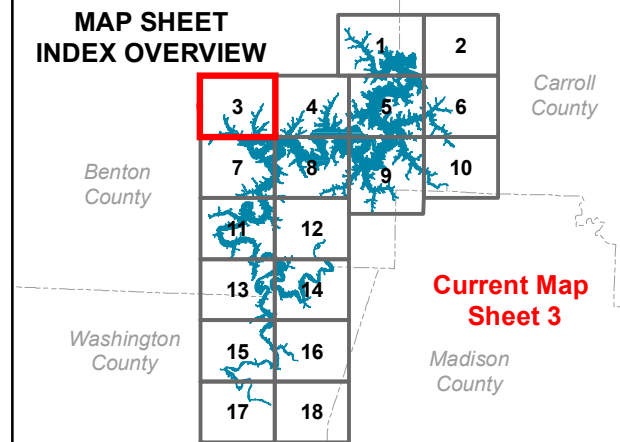 MAP SHEET
INDEX OVERVIEW
1
2
3
4
5
6
Carroll
County
7
8
9
10
Benton
County
11
12
13
14
Current Map
Sheet 3
Washington
County
15
16
Madison
County
17
18